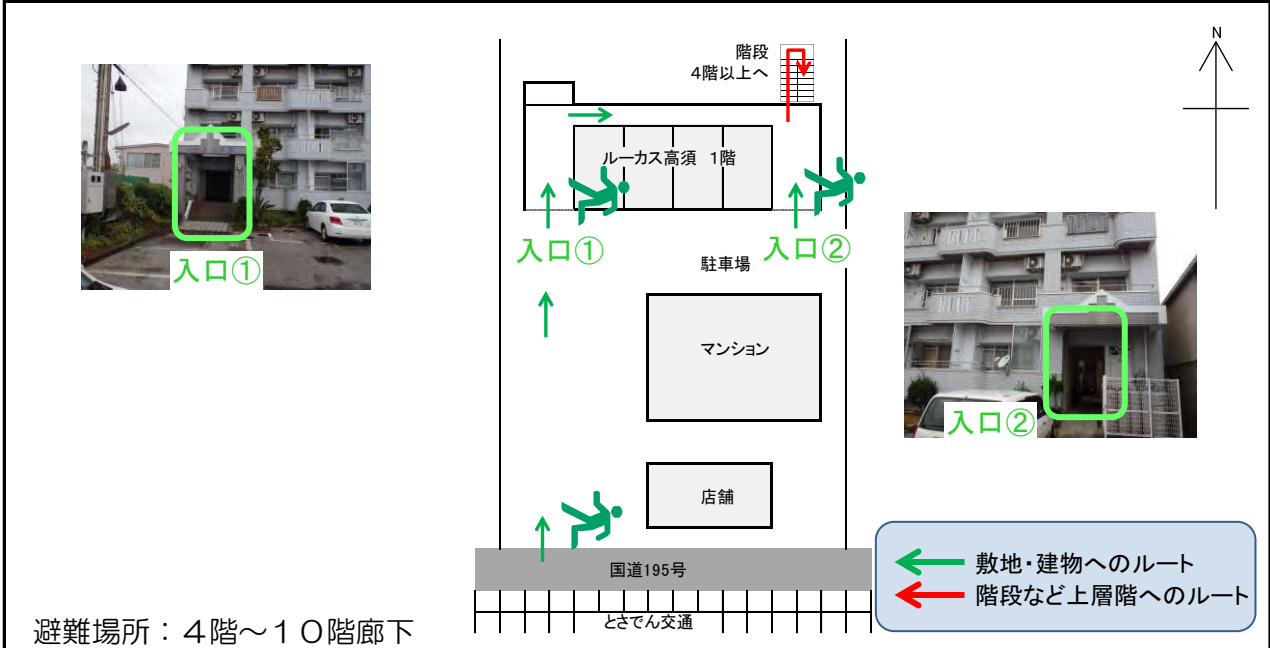 N
階段
4階以上へ
ルーカス高須 1階
入口①
入口②
入口①
駐車場
マンション
入口②
店舗
国道195号
とさでん交通
敷地・建物へのルート
階段など上層階へのルート
避難場所：４階～１０階廊下